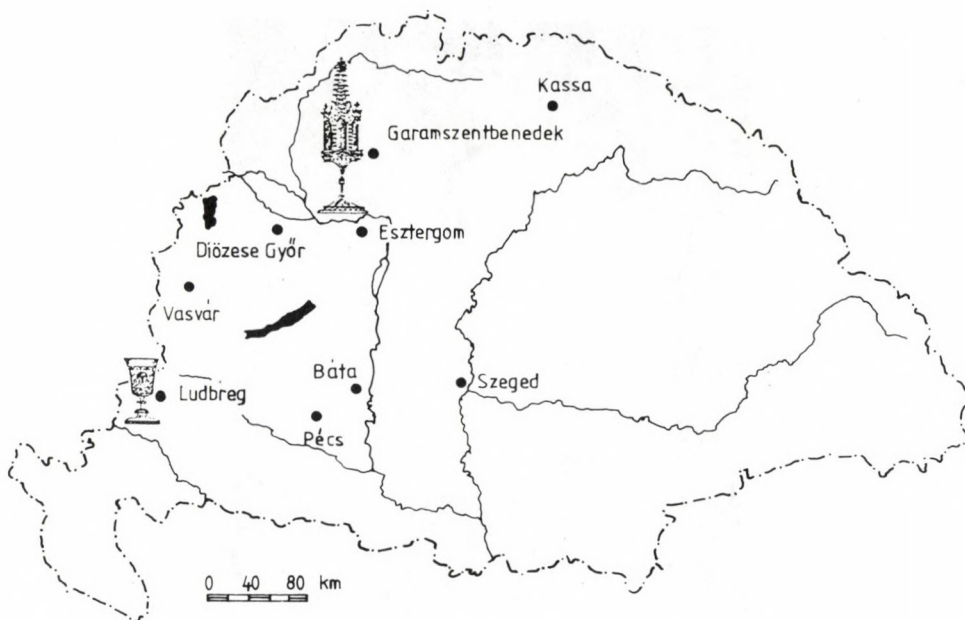 Kassa
Garamszentbenedek
Esztergom
Diözese Győr
Vasvár
Báta
Szeged
Ludbreg
Pécs
0 40 80 km